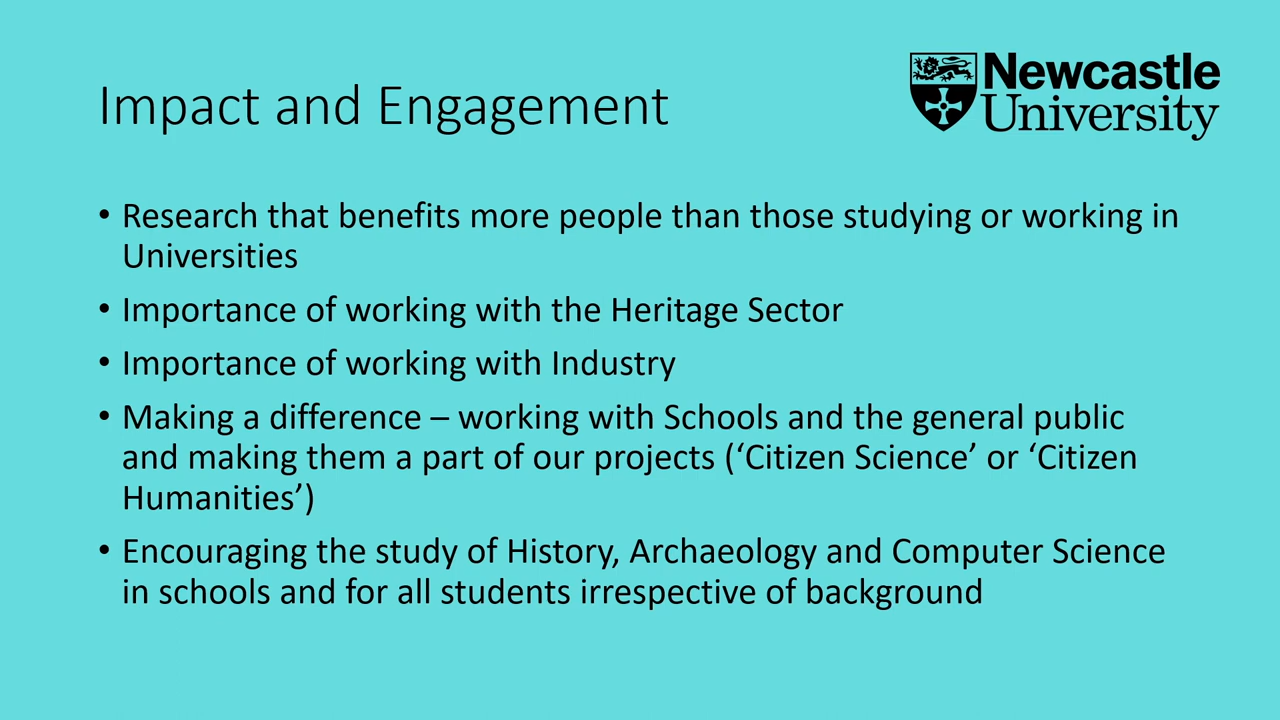 Newcastle
University
Impact and Engagement
• Research that benefits more people than those studying or working in
Universities
• Importance of working with the Heritage Sector
• Importance of working with Industry
• Making a difference – working with Schools and the general public
and making them a part of our projects (‘Citizen Science’ or ‘Citizen
Humanities’)
• Encouraging the study of History, Archaeology and Computer Science
in schools and for all students irrespective of background